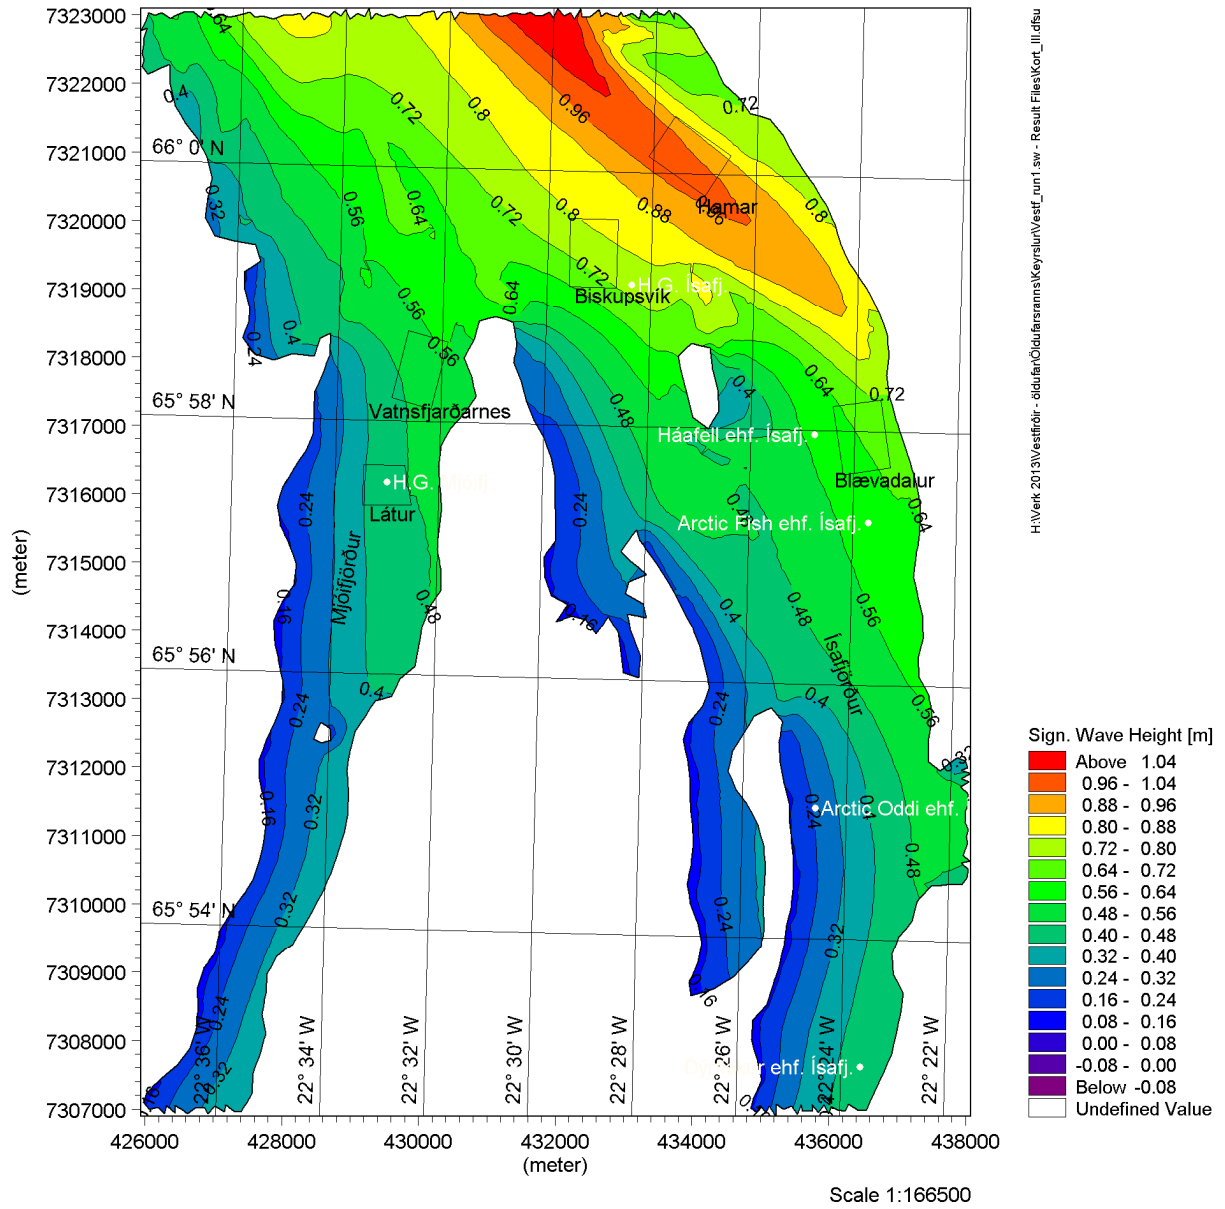 7323000
7322000
7321000
7320000
7319000
7318000
7317000
7316000
7315000
7314000
7313000
7312000
7311000
7310000
7309000
7308000
7307000
(meter)
66° 0' N
65° 58' N
65° 56' N
65° 54' N
0.64
0.4
0.32
0.24
0.4
0.56
0.72
0.8
0.96
0.72
0.64
0.72
0.8
0.88
0.96
0.8
Hamar
0.72
H.G. Ísafj.
Biskupsvík
0.64
0.56
0.56
Vatnsfjarðarnes
0.48
0.4
0.64
0.72
Háafell ehf. Ísafj.
Blævadalur
H.G. Mjóifj
Látur
0.24
0.24
0.48
Arctic Fish ehf. Ísafj.
0.64
Mjóifjörður
0.16
0.48
0.16
0.4
0.48
0.56
Ísafjörður
0.4
0.24
0.24
0.4
0.56
0.32
0.16
0.32
0.24
Arctic Oddi ehf.
0.4
0.48
0.32
0.24
0.32
0.16
0.24
0.32
22° 36' W
22° 34' W
22° 32' W
22° 30' W
22° 28' W
22° 26' W
22° 24' W
22° 22' W
ehf. Ísafj.
426000
428000
430000
432000
434000
436000
438000
(meter)
Scale 1:166500
H:\Verk 2013\Vestfirðir - öldufar\Öldufarsranns\Keyrslur\Vestf_run1.sw - Result Files\Kort_III.dfsu
Sign. Wave Height [m]
Above 1.04
0.96 - 1.04
0.88 - 0.96
0.80 - 0.88
0.72 - 0.80
0.64 - 0.72
0.56 - 0.64
0.48 - 0.56
0.40 - 0.48
0.32 - 0.40
0.24 - 0.32
0.16 - 0.24
0.08 - 0.16
0.00 - 0.08
-0.08 - 0.00
Below -0.08
Undefined Value